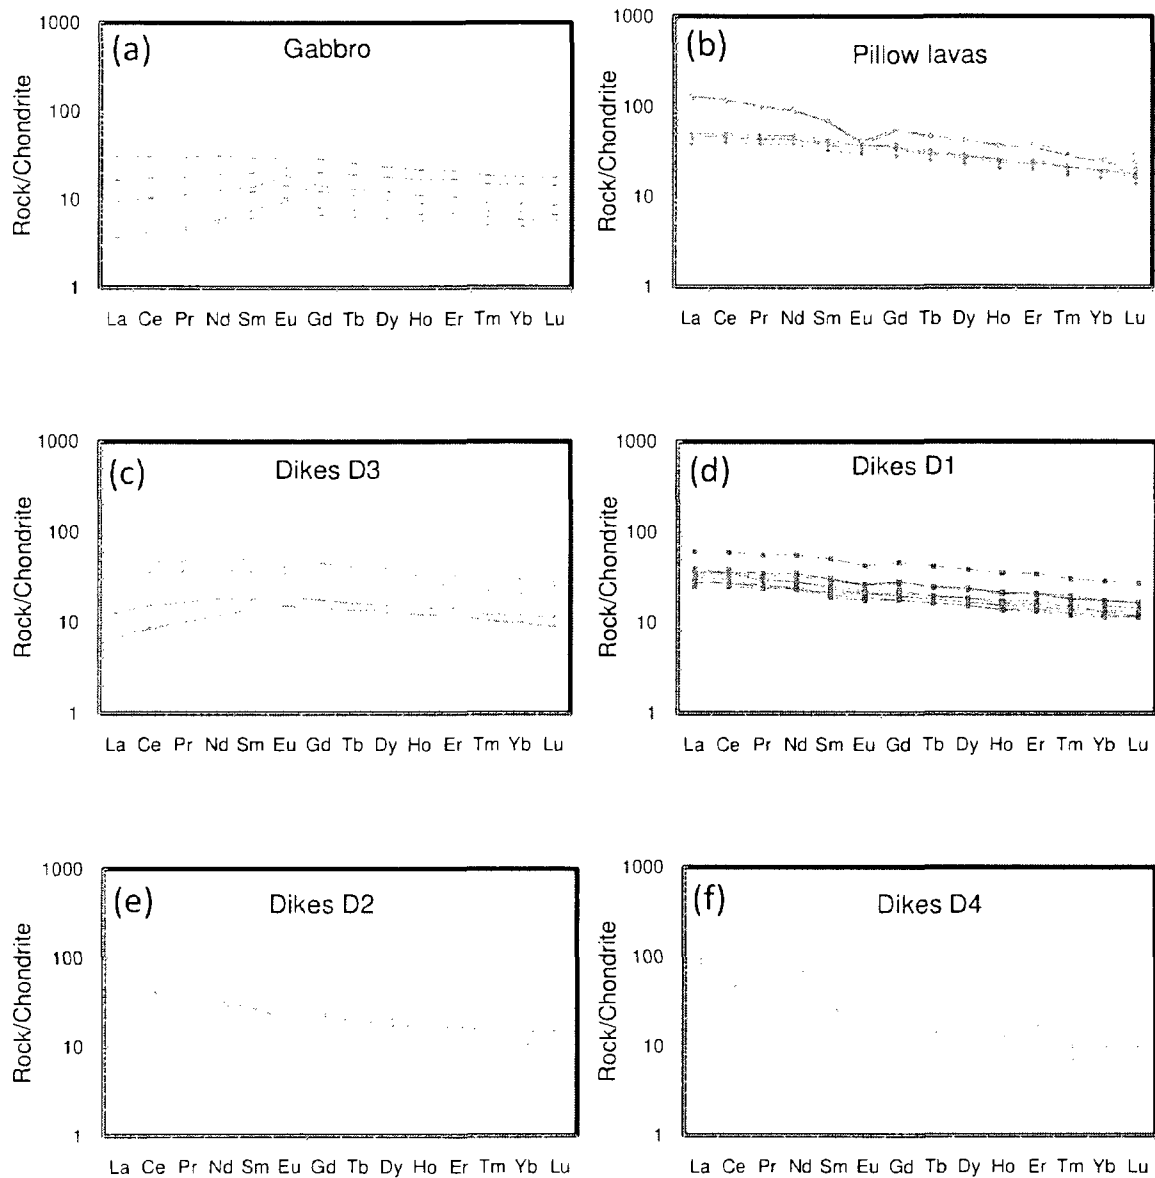 (a) Gabbro
Rock/Chondrite
1000
100
10
1
La Ce Pr Nd Sm Eu Gd Tb Dy Ho Er Tm Yb Lu
(b) Pillow lavas
Rock/Chondrite
1000
100
10
1
La Ce Pr Nd Sm Eu Gd Tb Dy Ho Er Tm Yb Lu
(c) Dikes D3
Rock/Chondrite
1000
100
10
1
La Ce Pr Nd Sm Eu Gd Tb Dy Ho Er Tm Yb Lu
(d) Dikes D1
Rock/Chondrite
1000
100
10
1
La Ce Pr Nd Sm Eu Gd Tb Dy Ho Er Tm Yb Lu
(e) Dikes D2
Rock/Chondrite
1000
100
10
1
La Ce Pr Nd Sm Eu Gd Tb Dy Ho Er Tm Yb Lu
(f) Dikes D4
Rock/Chondrite
1000
100
10
1
La Ce Pr Nd Sm Eu Gd Tb Dy Ho Er Tm Yb Lu